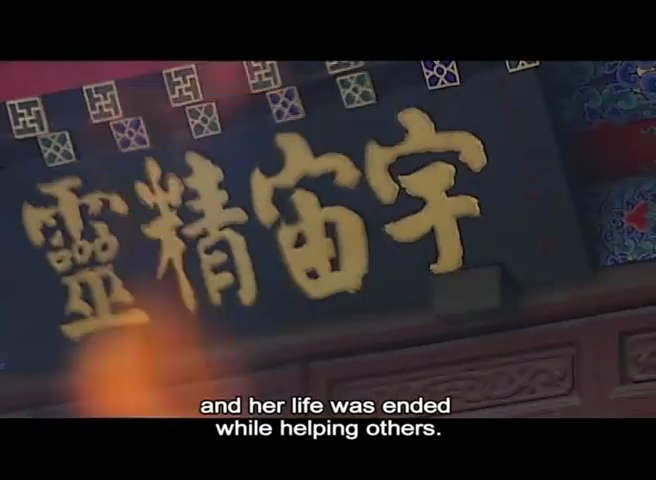 宇宙精靈
and her life was ended
while helping others.